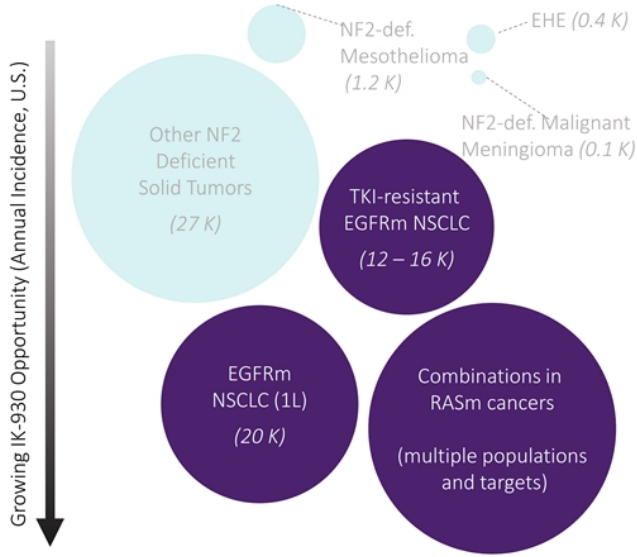 Growing IK-930 Opportunity (Annual Incidence, U.S.)
NF2-def.
Mesothelioma
(1.2 K)
EHE (0.4 K)
NF2-def. Malignant
Meningioma (0.1 K)
Other NF2
Deficient
Solid Tumors
(27 K)
TKI-resistant
EGFRm NSCLC
(12 – 16 K)
EGFRm
NSCLC (1L)
(20 K)
Combinations in
RASm cancers
(multiple populations
and targets)